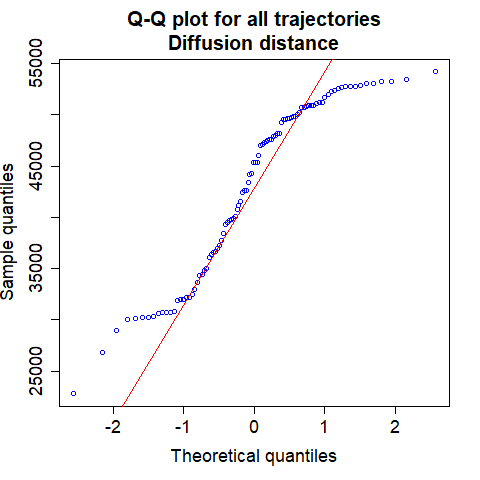 Q-Q plot for all trajectories
Diffusion distance
Sample quantiles
55000
45000
35000
25000
-2 -1 0 1 2
Theoretical quantiles